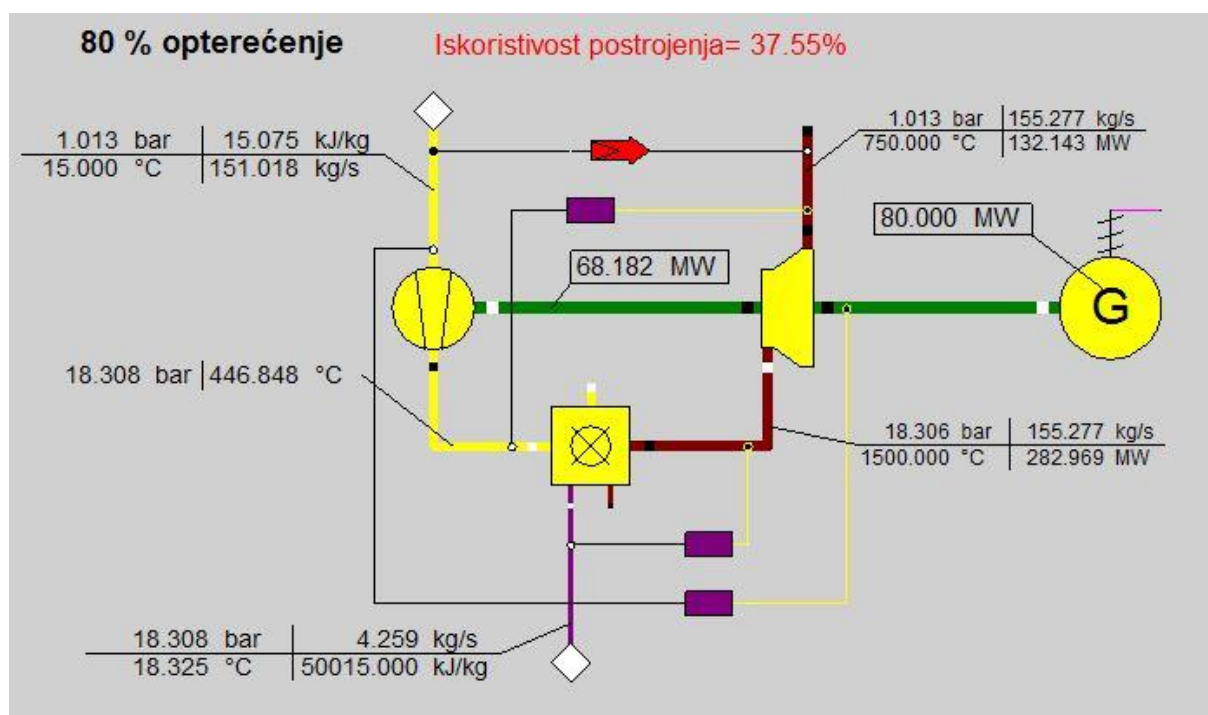 80 % opterećenje
Iskoristivost postrojenja= 37.55%
1.013 bar 15.075 kJ/kg
15.000 °C 151.018 kg/s
1.013 bar 155.277 kg/s
750.000 °C 132.143 MW
80.000 MW
68.182 MW
G
18.308 bar 446.848 °C
18.306 bar 155.277 kg/s
1500.000 °C 282.969 MW
18.308 bar 4.259 kg/s
18.325 °C 50015.000 kJ/kg